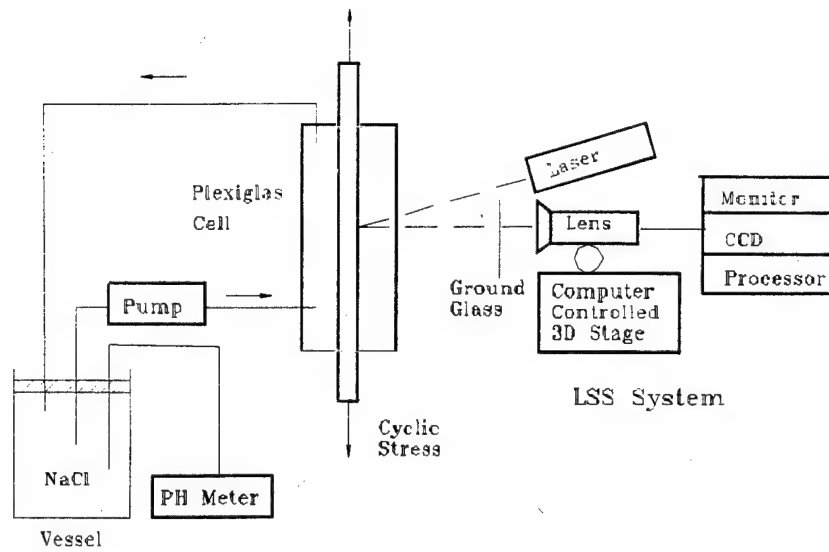 Plexiglas
Cell
Laser
Monitor
Lens
CCD
Processor
Pump
Ground
Glass
Computer
Controlled
3D Stage
LSS System
Cyclic
Stress
NaCl
PH Meter
Vessel